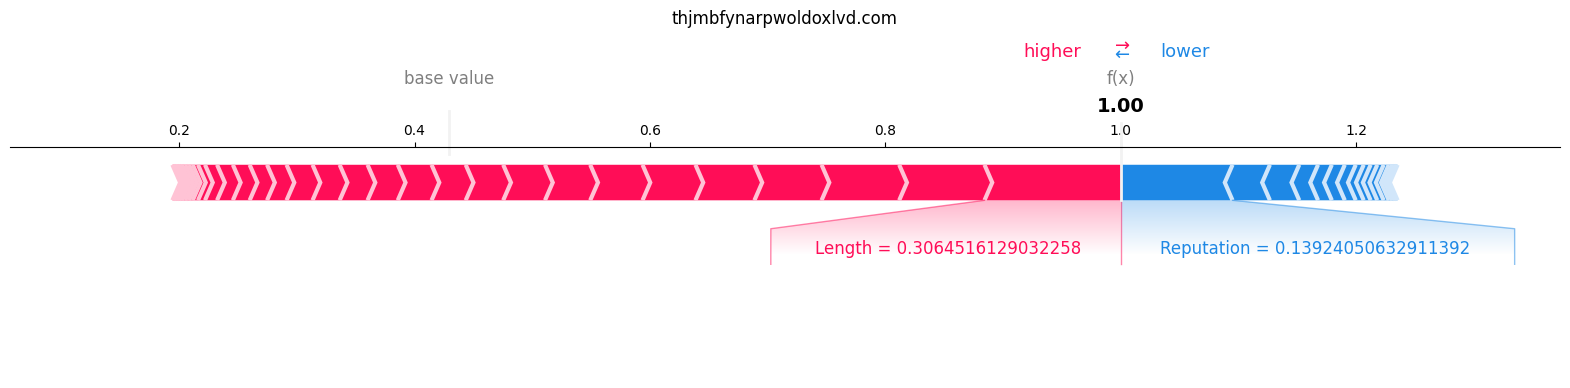 thjmbfynarpwoldoxlvd.com
higher ⇄ lower
base value f(x)
1.00
0.2 0.4 0.6 0.8 1.0 1.2
Length = 0.3064516129032258 Reputation = 0.13924050632911392